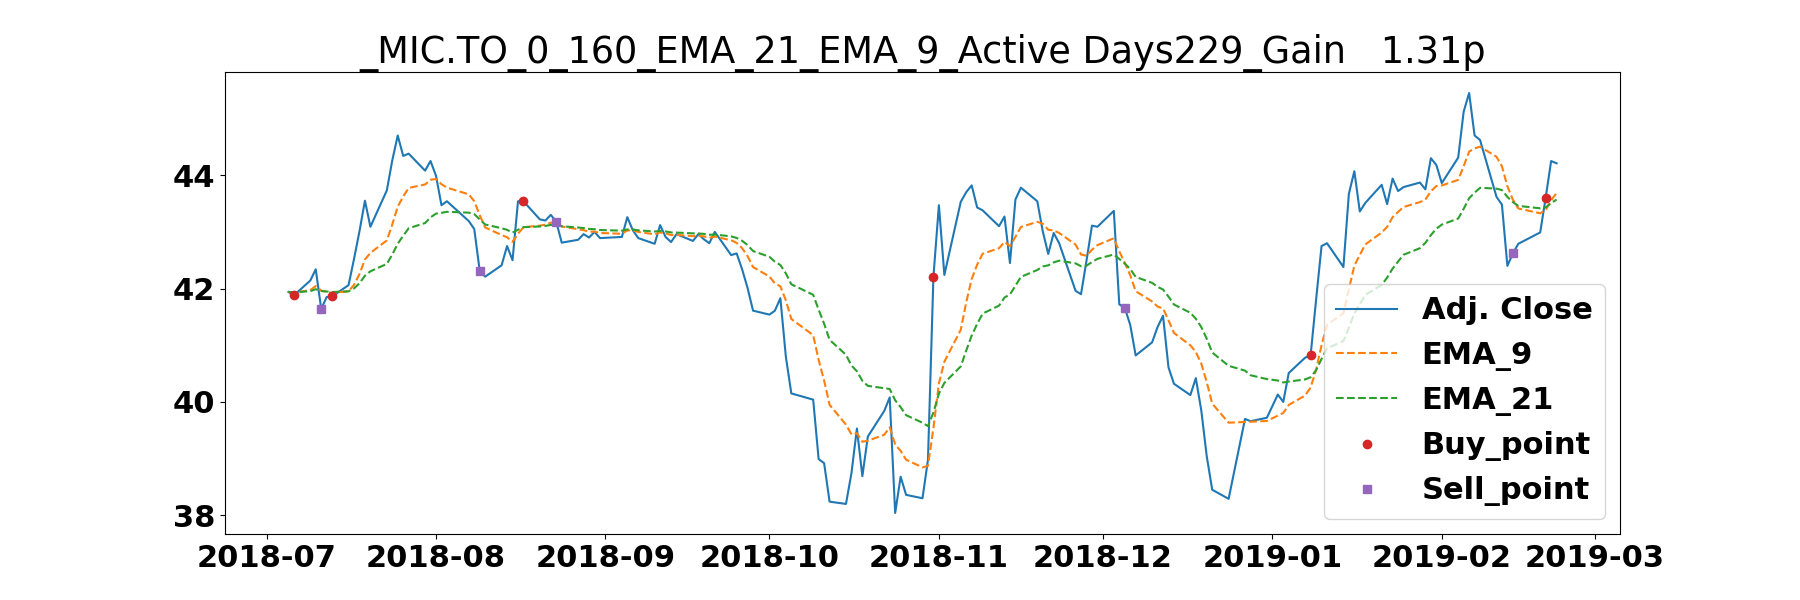 _MIC.TO_0_160_EMA_21_EMA_9_Active Days229_Gain   1.31p
44
42
40
38
Adj. Close
EMA_9
EMA_21
Buy_point
Sell_point
2018-07 2018-08 2018-09 2018-10 2018-11 2018-12 2019-01 2019-02 2019-03